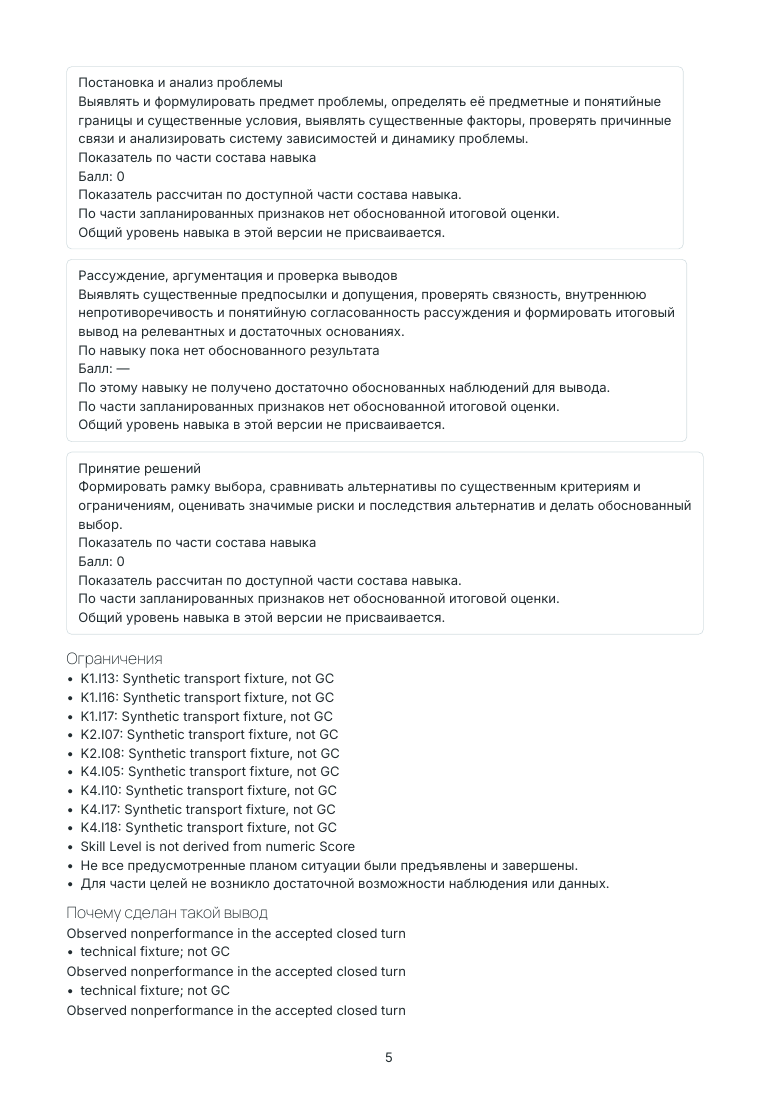 Постановка и анализ проблемы
Выявлять и формулировать предмет проблемы, определять её предметные и понятийные
границы и существенные условия, выявлять существенные факторы, проверять причинные
связи и анализировать систему зависимостей и динамику проблемы.
Показатель по части состава навыка
Балл: 0
Показатель рассчитан по доступной части состава навыка.
По части запланированных признаков нет обоснованной итоговой оценки.
Общий уровень навыка в этой версии не присваивается.
Рассуждение, аргументация и проверка выводов
Выявлять существенные предпосылки и допущения, проверять связность, внутреннюю
непротиворечивость и понятийную согласованность рассуждения и формировать итоговый
вывод на релевантных и достаточных основаниях.
По навыку пока нет обоснованного результата
Балл: —
По этому навыку не получено достаточно обоснованных наблюдений для вывода.
По части запланированных признаков нет обоснованной итоговой оценки.
Общий уровень навыка в этой версии не присваивается.
Принятие решений
Формировать рамку выбора, сравнивать альтернативы по существенным критериям и
ограничениям, оценивать значимые риски и последствия альтернатив и делать обоснованный
выбор.
Показатель по части состава навыка
Балл: 0
Показатель рассчитан по доступной части состава навыка.
По части запланированных признаков нет обоснованной итоговой оценки.
Общий уровень навыка в этой версии не присваивается.
Ограничения
• K1.I13: Synthetic transport fixture, not GC
• K1.I16: Synthetic transport fixture, not GC
• K1.I17: Synthetic transport fixture, not GC
• K2.I07: Synthetic transport fixture, not GC
• K2.I08: Synthetic transport fixture, not GC
• K4.I05: Synthetic transport fixture, not GC
• K4.I10: Synthetic transport fixture, not GC
• K4.I17: Synthetic transport fixture, not GC
• K4.I18: Synthetic transport fixture, not GC
• Skill Level is not derived from numeric Score
• Не все предусмотренные планом ситуации были предъявлены и завершены.
• Для части целей не возникло достаточной возможности наблюдения или данных.
Почему сделан такой вывод
Observed nonperformance in the accepted closed turn
• technical fixture; not GC
Observed nonperformance in the accepted closed turn
• technical fixture; not GC
Observed nonperformance in the accepted closed turn
5